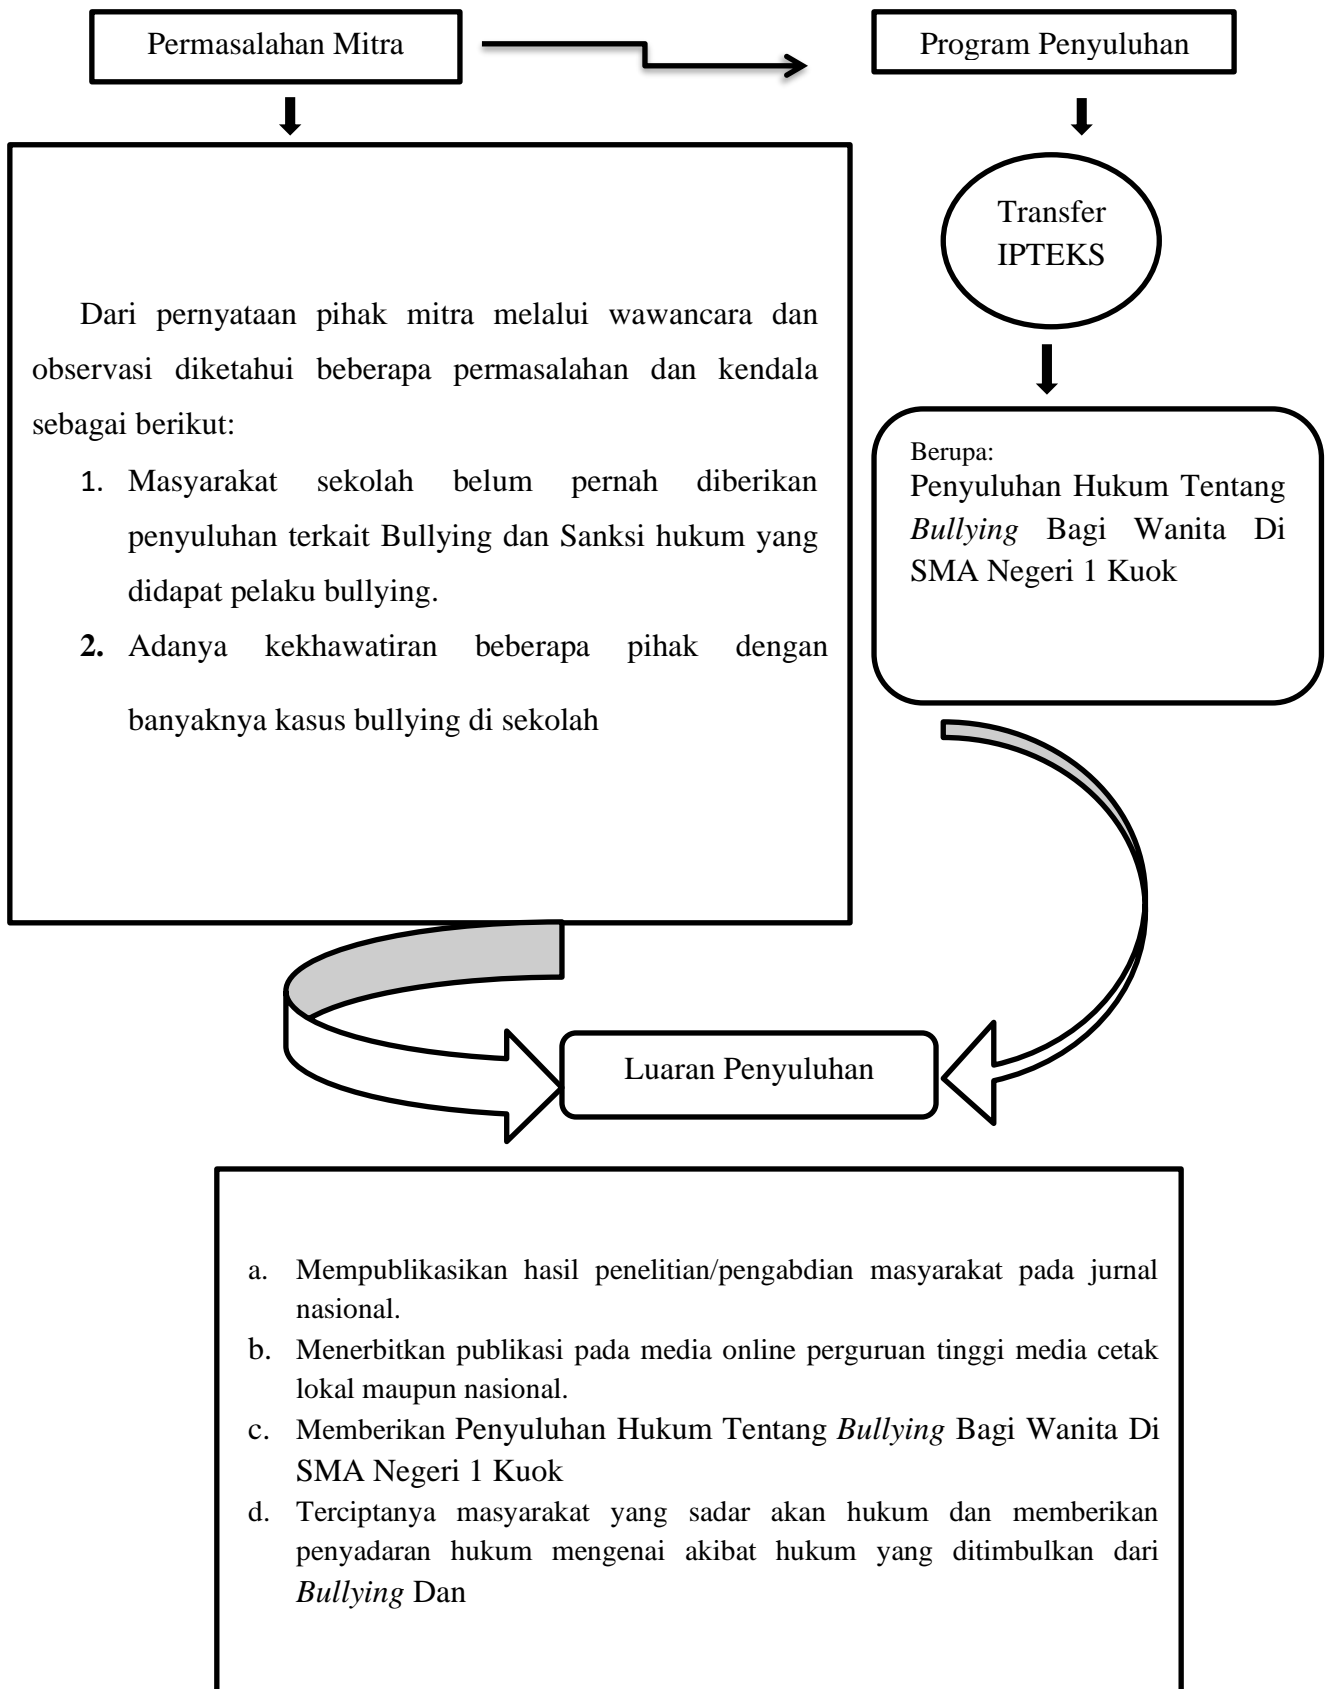 Permasalahan Mitra
Program Penyuluhan
Dari pernyataan pihak mitra melalui wawancara dan
observasi diketahui beberapa permasalahan dan kendala
sebagai berikut:
1. Masyarakat sekolah belum pernah diberikan
penyuluhan terkait Bullying dan Sanksi hukum yang
didapat pelaku bullying.
2. Adanya kekhawatiran beberapa pihak dengan
banyaknya kasus bullying di sekolah
Transfer
IPTEKS
Berupa:
Penyuluhan Hukum Tentang
Bullying Bagi Wanita Di
SMA Negeri 1 Kuok
Luaran Penyuluhan
a. Mempublikasikan hasil penelitian/pengabdian masyarakat pada jurnal
nasional.
b. Menerbitkan publikasi pada media online perguruan tinggi media cetak
lokal maupun nasional.
c. Memberikan Penyuluhan Hukum Tentang Bullying Bagi Wanita Di
SMA Negeri 1 Kuok
d. Terciptanya masyarakat yang sadar akan hukum dan memberikan
penyadaran hukum mengenai akibat hukum yang ditimbulkan dari
Bullying Dan